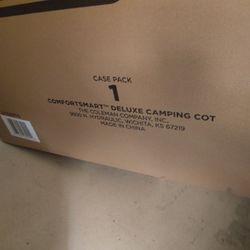 CASE PACK
1
COMFORTSMART™ DELUXE CAMPING COT
THE COLEMAN COMPANY, INC.
3600 N. HYDRAULIC, WICHITA, KS 67219
MADE IN CHINA